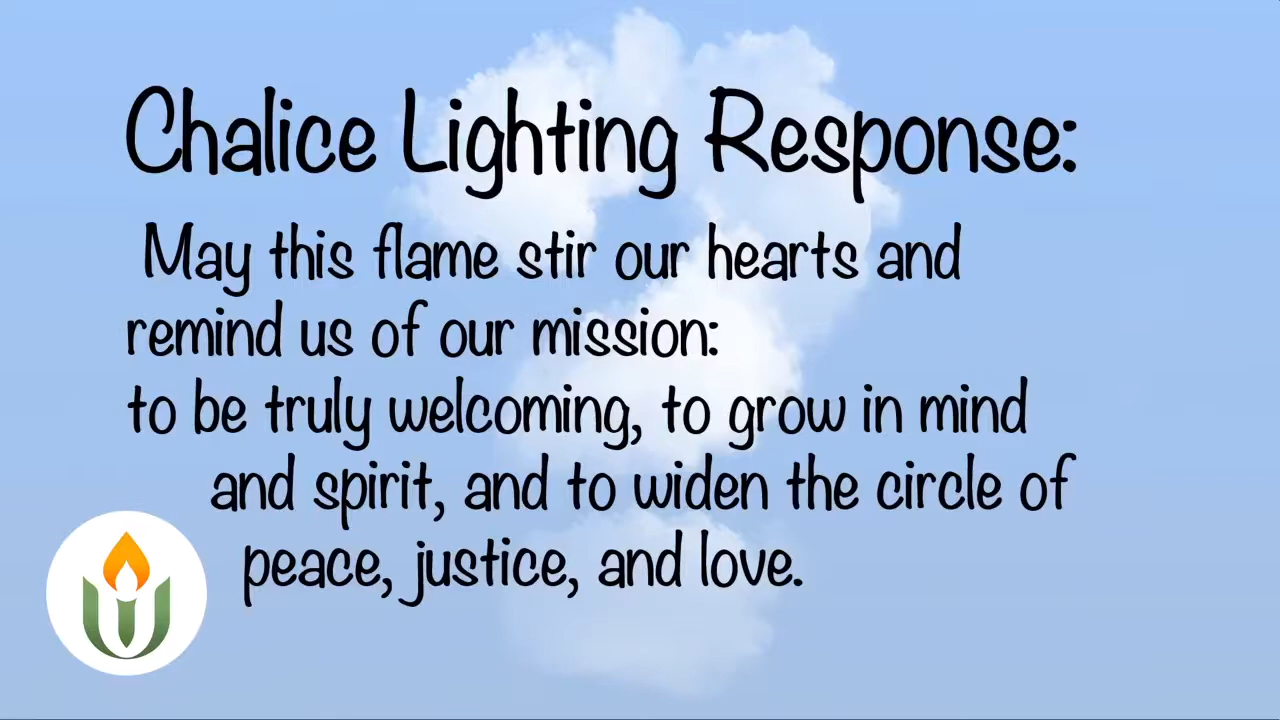 Chalice Lighting Response:
May this flame stir our hearts and
remind us of our mission:
to be truly welcoming, to grow in mind
and spirit, and to widen the circle of
peace, justice, and love.